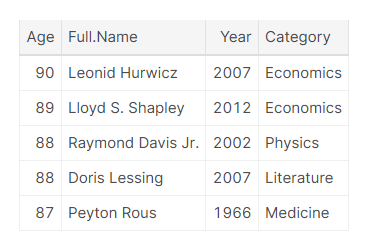 Age Full.Name Year Category
90 Leonid Hurwicz 2007 Economics
89 Lloyd S. Shapley 2012 Economics
88 Raymond Davis Jr. 2002 Physics
88 Doris Lessing 2007 Literature
87 Peyton Rous 1966 Medicine